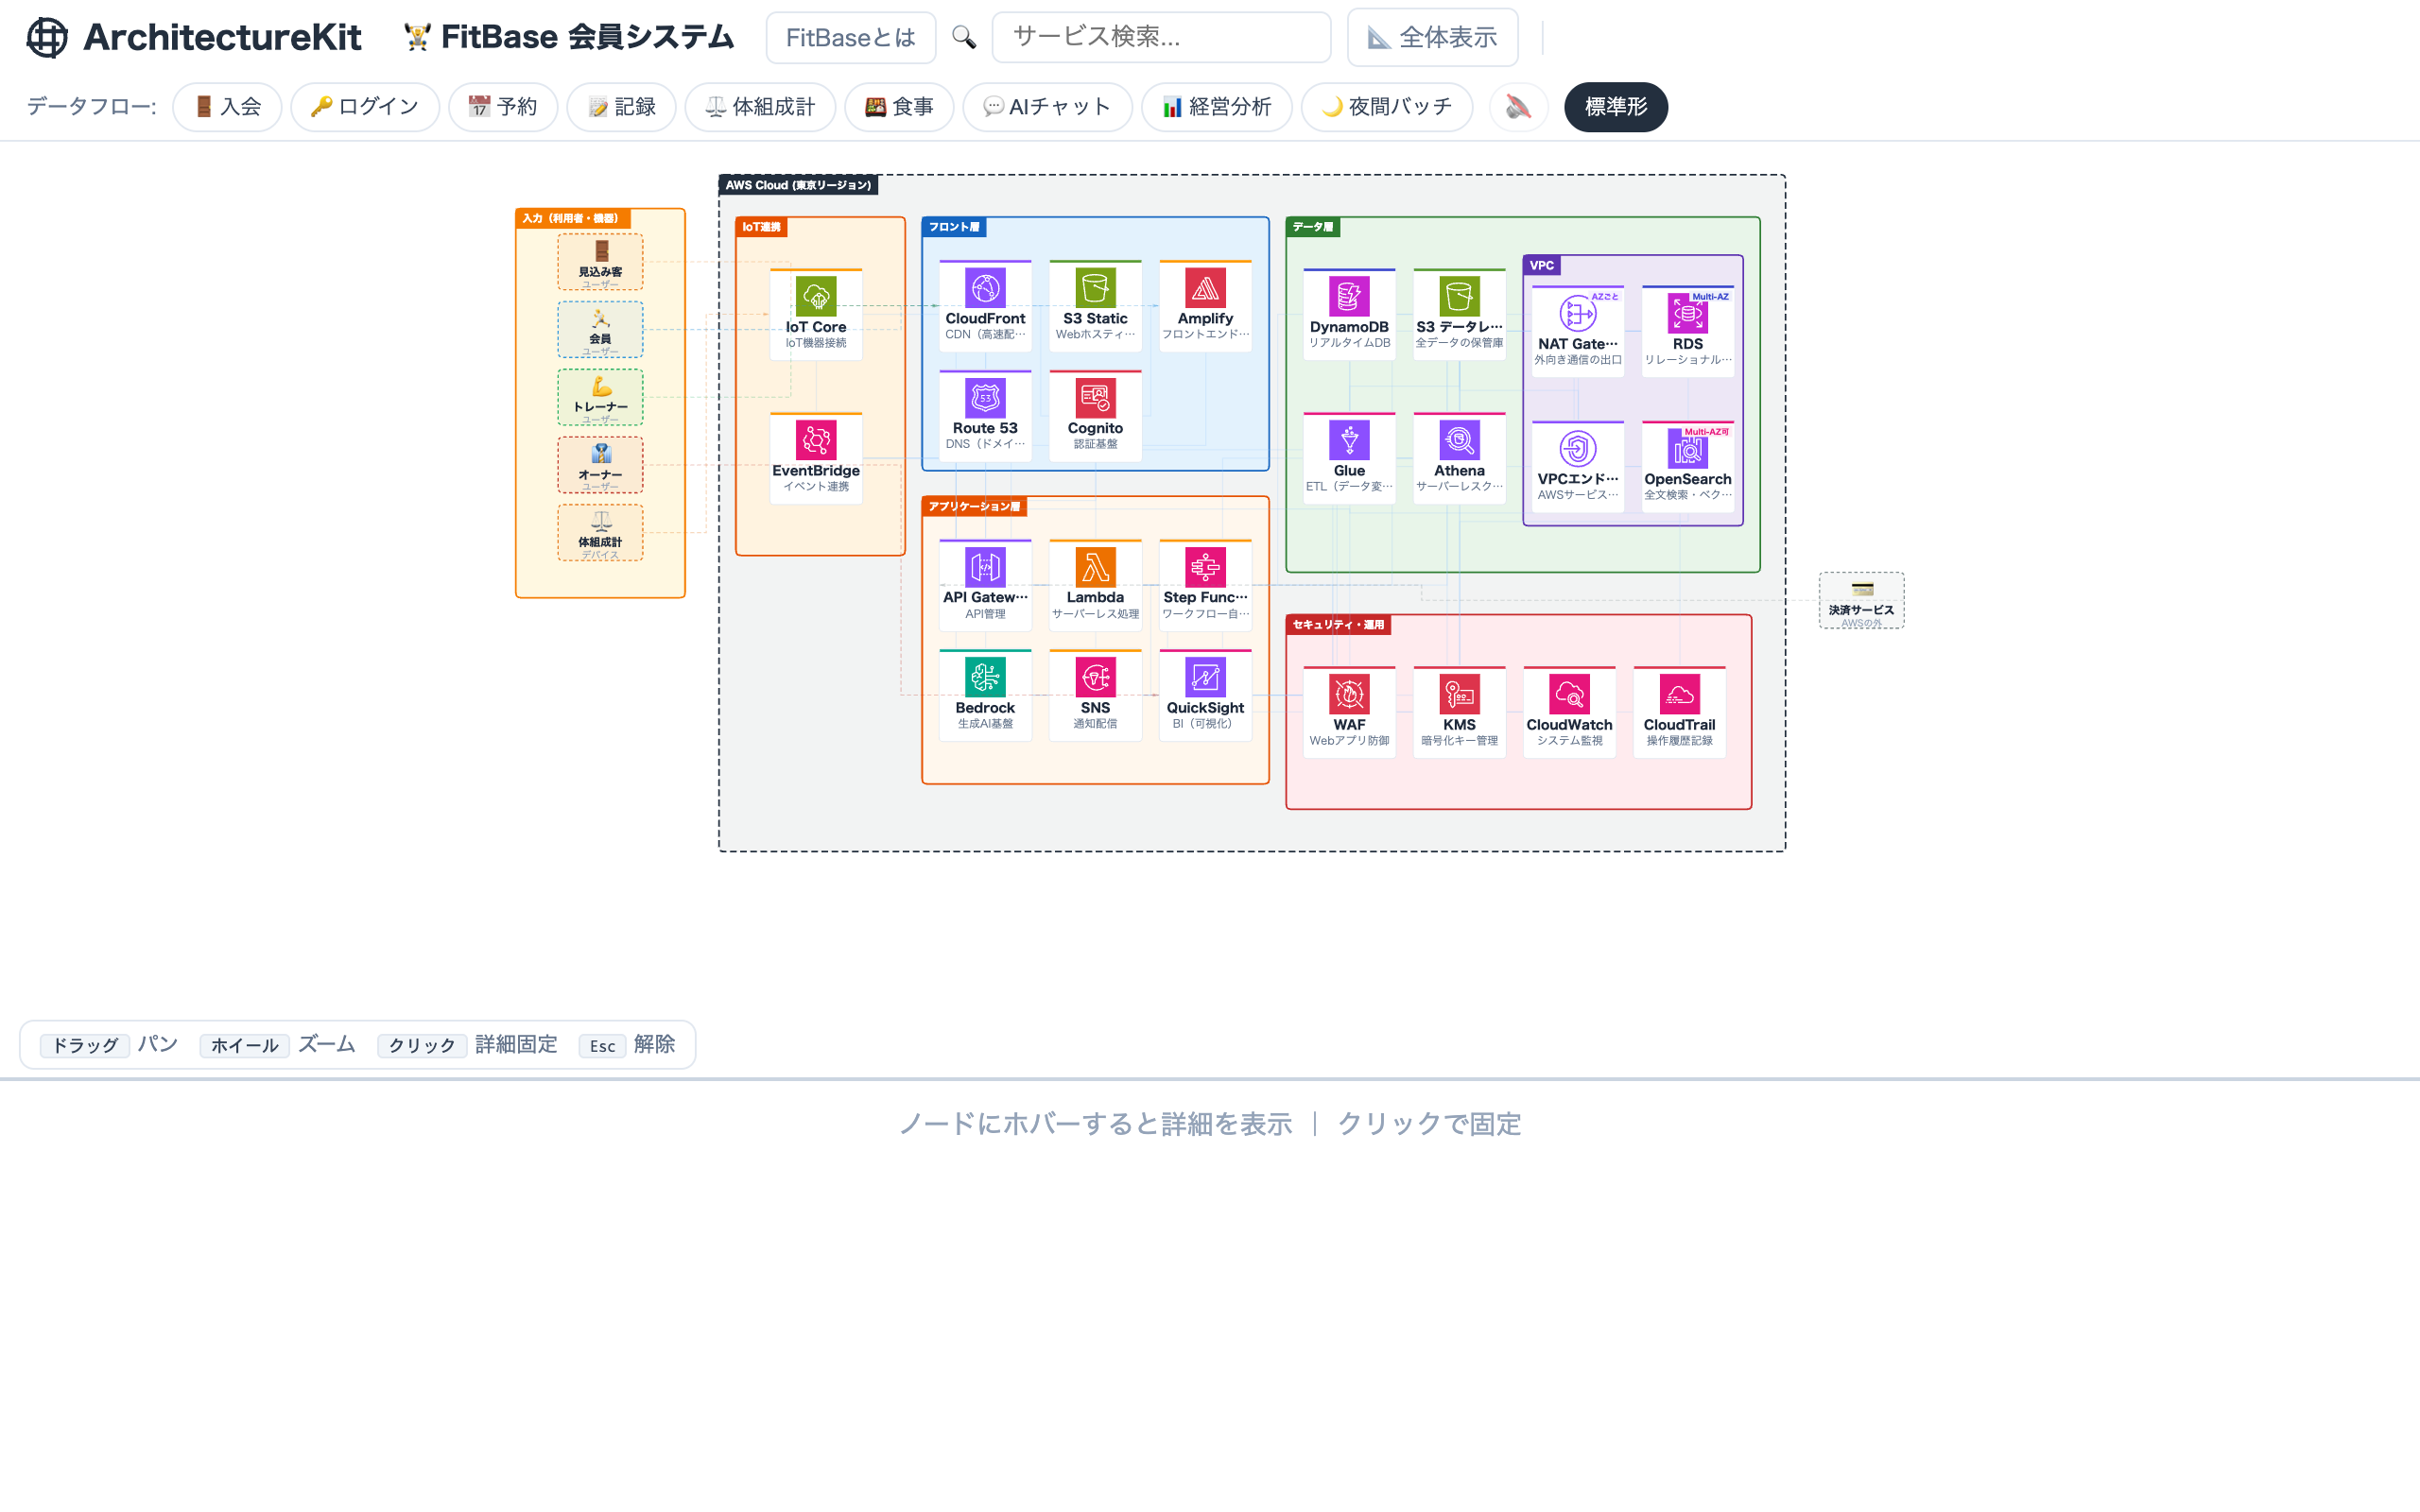 ArchitectureKit
🏋️ FitBase 会員システム
FitBaseとは
サービス検索...
📐 全体表示
データフロー:
入会
ログイン
予約
記録
体組成計
食事
AIチャット
経営分析
夜間バッチ
標準形
入力（利用者・機器）
見込み客
ユーザー
会員
ユーザー
トレーナー
ユーザー
オーナー
ユーザー
体組成計
デバイス
AWS Cloud (東京リージョン)
IoT連携
IoT Core
IoT機器接続
EventBridge
イベント連携
フロント層
CloudFront
CDN（高速配…
S3 Static
Webホスティ…
Amplify
フロントエンド…
53
Route 53
DNS（ドメイ…
Cognito
認証基盤
アプリケーション層
API Gatew…
API管理
Lambda
サーバーレス処理
Step Func…
ワークフロー自…
Bedrock
生成AI基盤
SNS
通知配信
QuickSight
BI（可視化）
データ層
DynamoDB
リアルタイムDB
S3 データレ…
全データの保管庫
Glue
ETL（データ変…
Athena
サーバーレスク…
VPC
AZごと
NAT Gate…
外向き通信の出口
Multi-AZ
RDS
リレーショナル…
VPCエンド…
AWSサービス…
Multi-AZ可
OpenSearch
全文検索・ベク…
セキュリティ・運用
WAF
Webアプリ防御
KMS
暗号化キー管理
CloudWatch
システム監視
CloudTrail
操作履歴記録
決済サービス
AWSの外
ドラッグ パン ホイール ズーム クリック 詳細固定 Esc 解除
ノードにホバーすると詳細を表示 ｜ クリックで固定